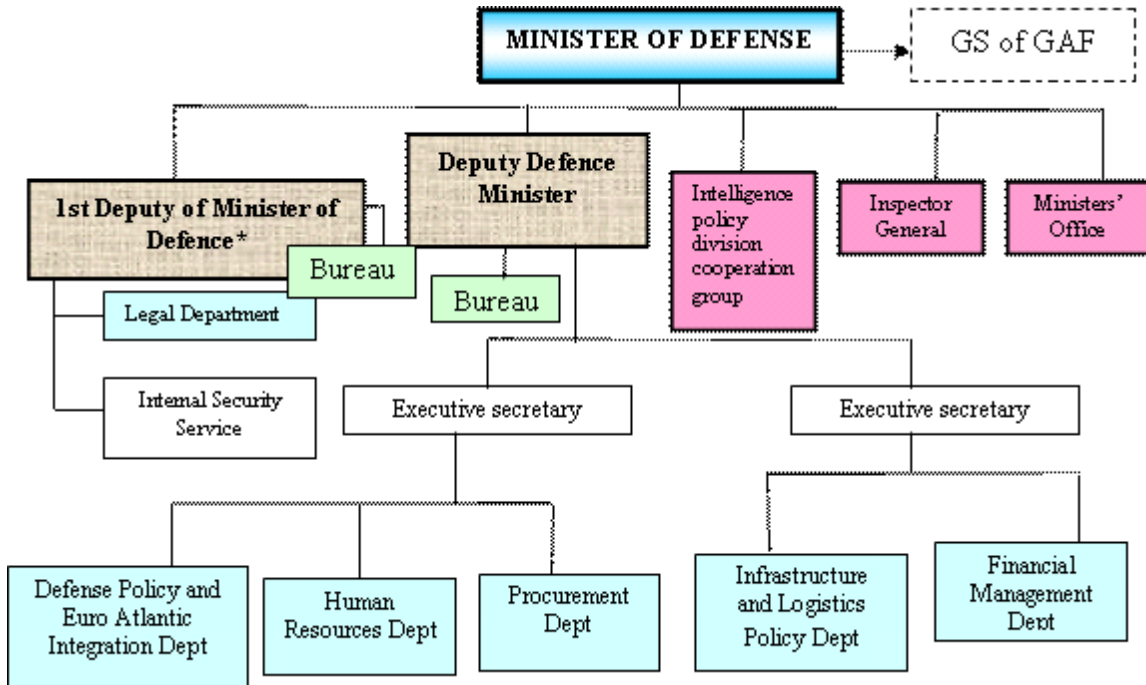 MINISTER OF DEFENSE
GS of GAF
1st Deputy of Minister of
Defence*
Bureau
Deputy Defence
Minister
Bureau
Intelligence
policy
division
cooperation
group
Inspector
General
Ministers’
Office
Legal Department
Internal Security
Service
Executive secretary
Executive secretary
Defense Policy and
Euro Atlantic
Integration Dept
Human
Resources Dept
Procurement
Dept
Infrastructure
and Logistics
Policy Dept
Financial
Management
Dept